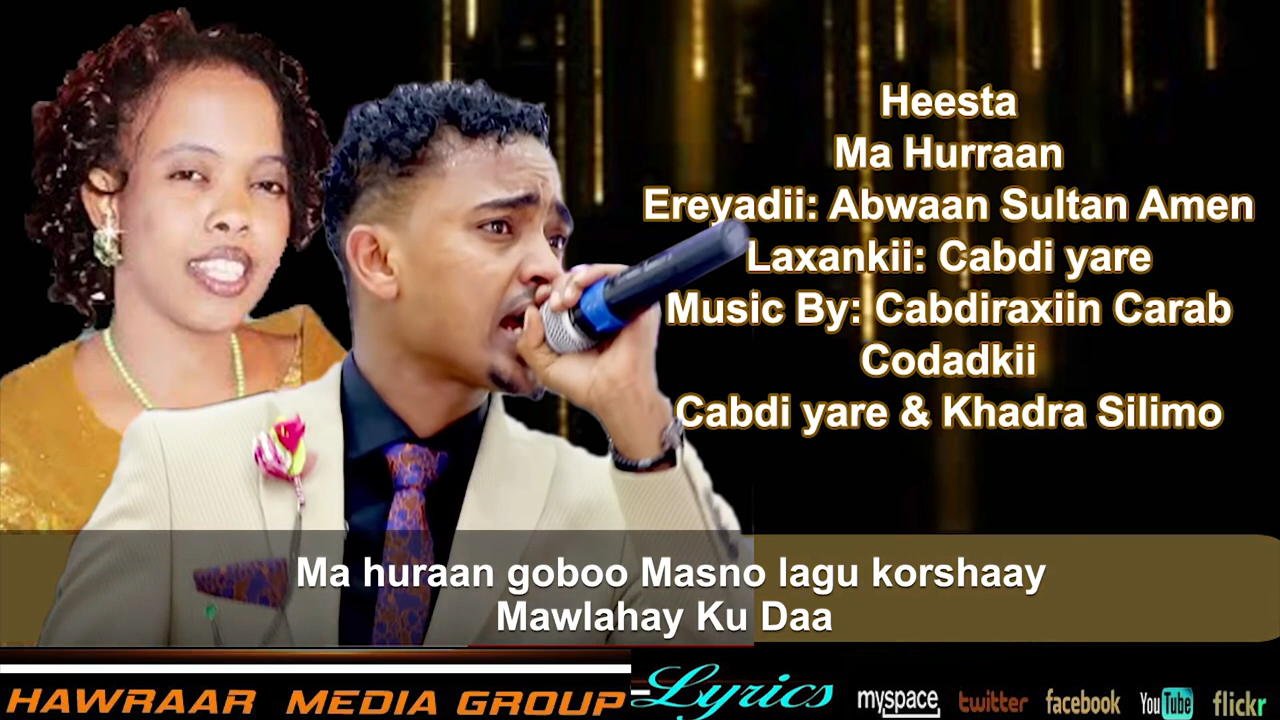 Heesta
Ma Hurraan
Ereyadii: Abwaan Sultan Amen
Laxankii: Cabdi yare
Music By: Cabdiraxiin Carab
Codadkii
Cabdi yare & Khadra Silimo
Ma huraan goboo Masno lagu korshaay
Mawlahay Ku Daa
HAWRAAR MEDIA GROUP Lyrics myspace twitter facebook YouTube flickr